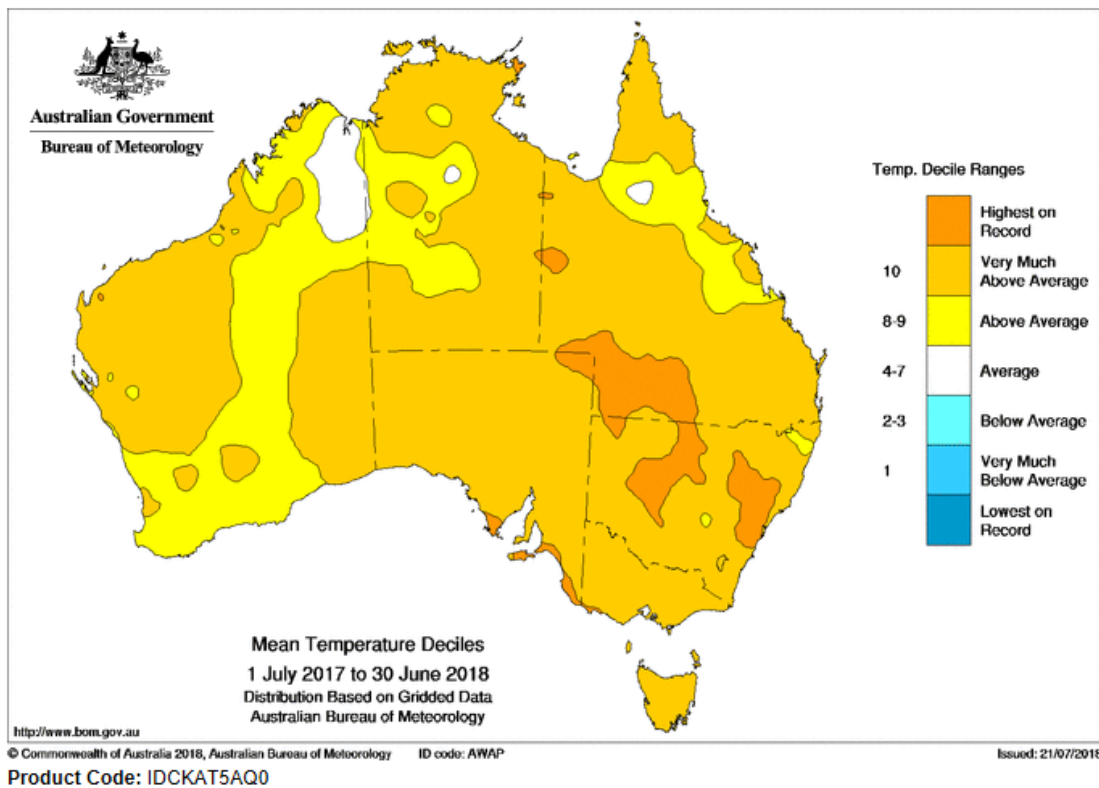 Australian Government
Bureau of Meteorology
Temp. Decile Ranges
Highest on
Record
10 Very Much
Above Average
8-9 Above Average
4-7 Average
2-3 Below Average
1 Very Much
Below Average
Lowest on
Record
Mean Temperature Deciles
1 July 2017 to 30 June 2018
Distribution Based on Gridded Data
Australian Bureau of Meteorology
http://www.bom.gov.au
© Commonwealth of Australia 2018, Australian Bureau of Meteorology ID code: AWAP Issued: 21/07/2018
Product Code: IDCKAT5AQ0